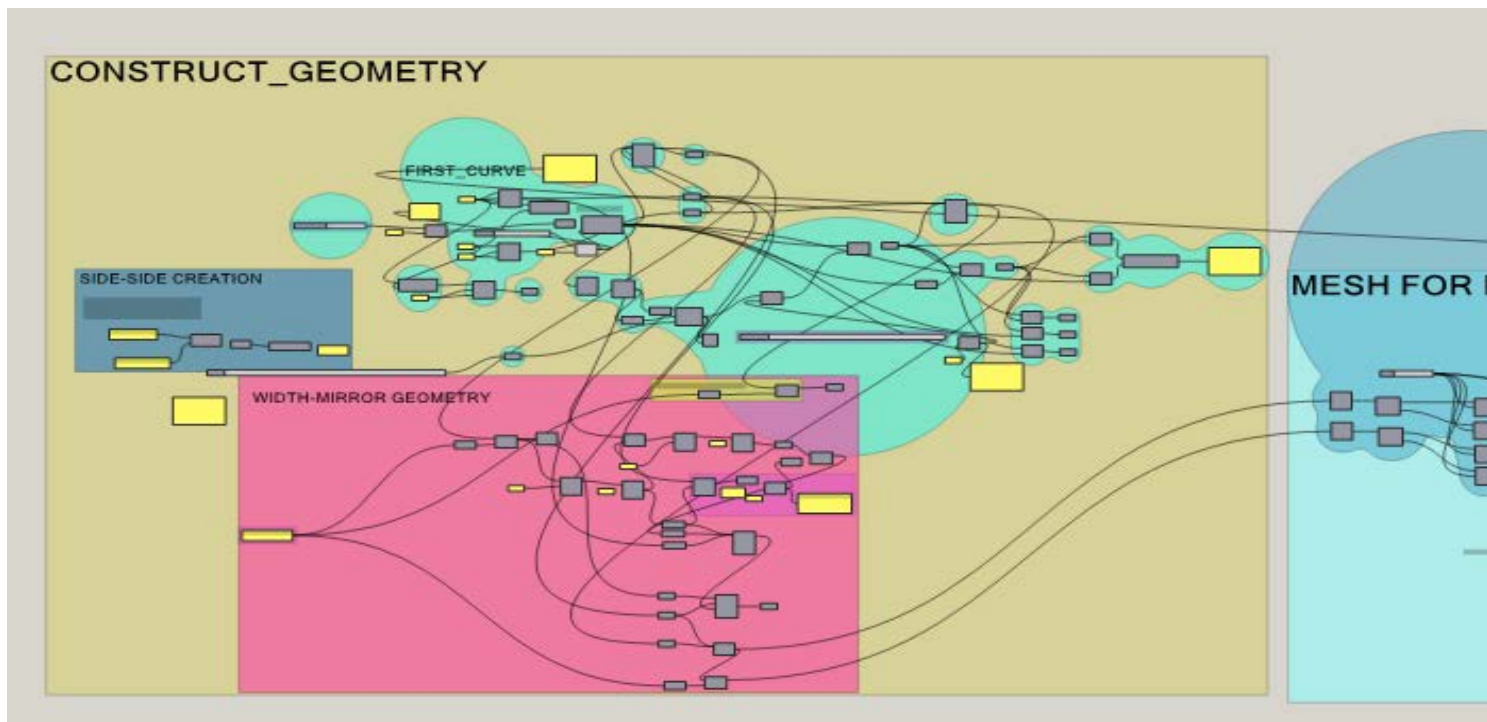 CONSTRUCT_GEOMETRY
FIRST_CURVE
SIDE-SIDE CREATION
MESH FOR
WIDTH-MIRROR GEOMETRY